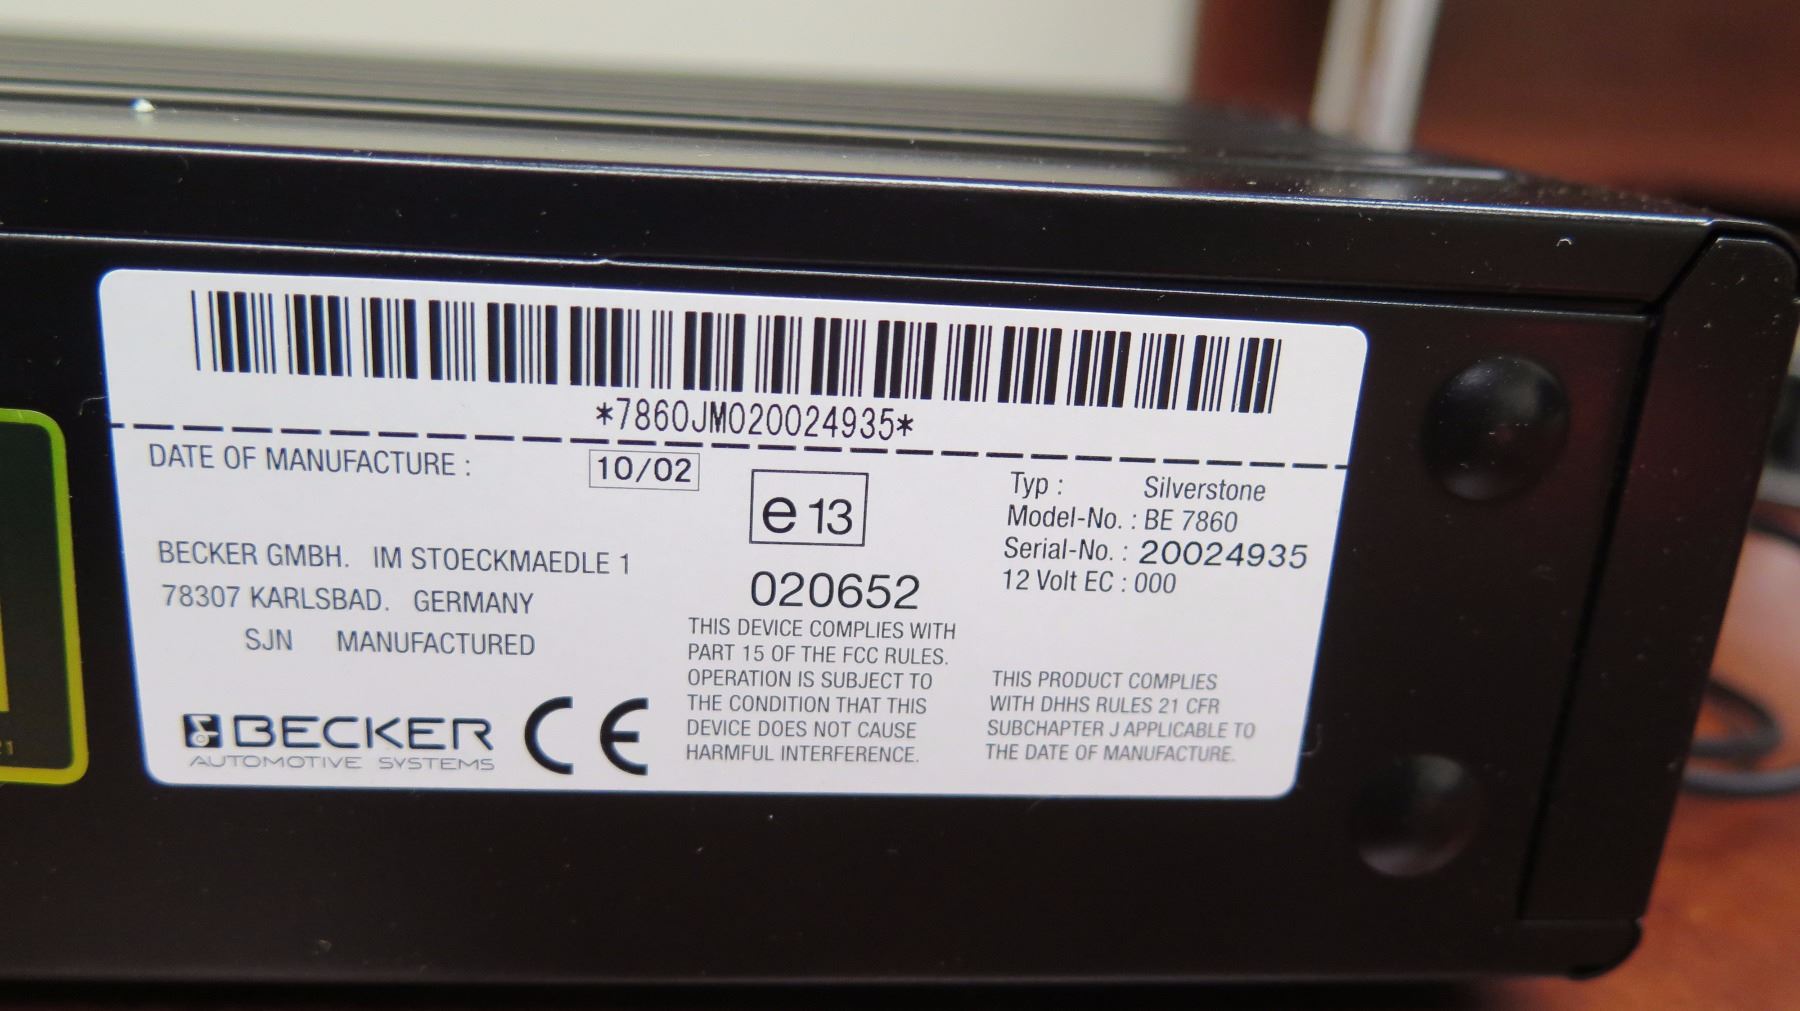 *7860JM020024935*
DATE OF MANUFACTURE : 10/02
e 13
020652
Typ : Silverstone
Model-No. : BE 7860
Serial-No. : 20024935
12 Volt EC : 000
BECKER GMBH. IM STOECKMAEDLE 1
78307 KARLSBAD. GERMANY
SJN MANUFACTURED
BECKER
AUTOMOTIVE SYSTEMS
CE
THIS DEVICE COMPLIES WITH
PART 15 OF THE FCC RULES.
OPERATION IS SUBJECT TO
THE CONDITION THAT THIS
DEVICE DOES NOT CAUSE
HARMFUL INTERFERENCE.
THIS PRODUCT COMPLIES
WITH DHHS RULES 21 CFR
SUBCHAPTER J APPLICABLE TO
THE DATE OF MANUFACTURE.
21